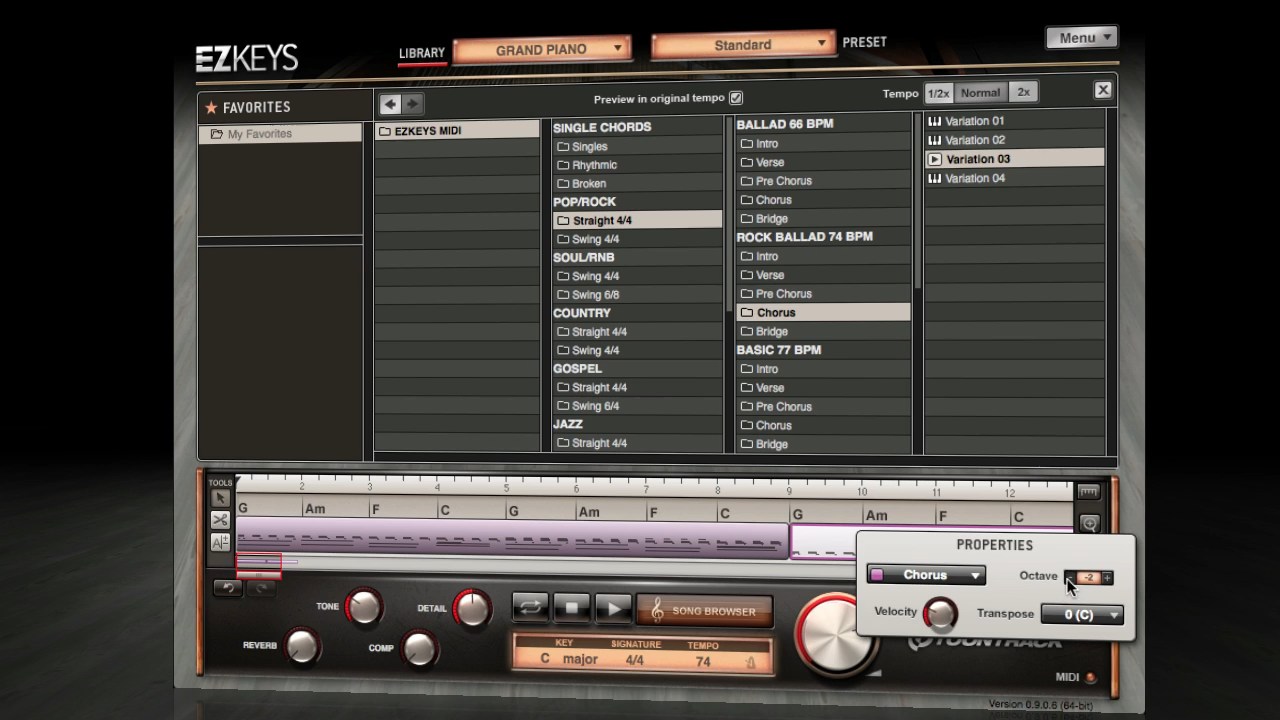 EZKEYS
LIBRARY
GRAND PIANO
Standard
PRESET
Menu
FAVORITES
My Favorites
Preview in original tempo
Tempo
1/2x
Normal
2x
EZKEYS MIDI
SINGLE CHORDS
Singles
Rhythmic
Broken
POP/ROCK
Straight 4/4
Swing 4/4
SOUL/RNB
Swing 4/4
Swing 6/8
COUNTRY
Straight 4/4
Swing 4/4
GOSPEL
Straight 4/4
Swing 6/4
JAZZ
Straight 4/4
BALLAD 66 BPM
Intro
Verse
Pre Chorus
Chorus
Bridge
ROCK BALLAD 74 BPM
Intro
Verse
Pre Chorus
Chorus
Bridge
BASIC 77 BPM
Intro
Verse
Pre Chorus
Chorus
Bridge
Variation 01
Variation 02
Variation 03
Variation 04
TOOLS
2 3 4 5 6 7 8 9 10 11 12
G Am F C G Am F C G Am F C
PROPERTIES
Chorus
Octave
-2
Velocity
Transpose
0 (C)
TONE
DETAIL
REVERB
COMP
SONG BROWSER
KEY SIGNATURE TEMPO
C major 4/4 74
TOONTRACK
MIDI
Version 0.9.0.6 (64-bit)